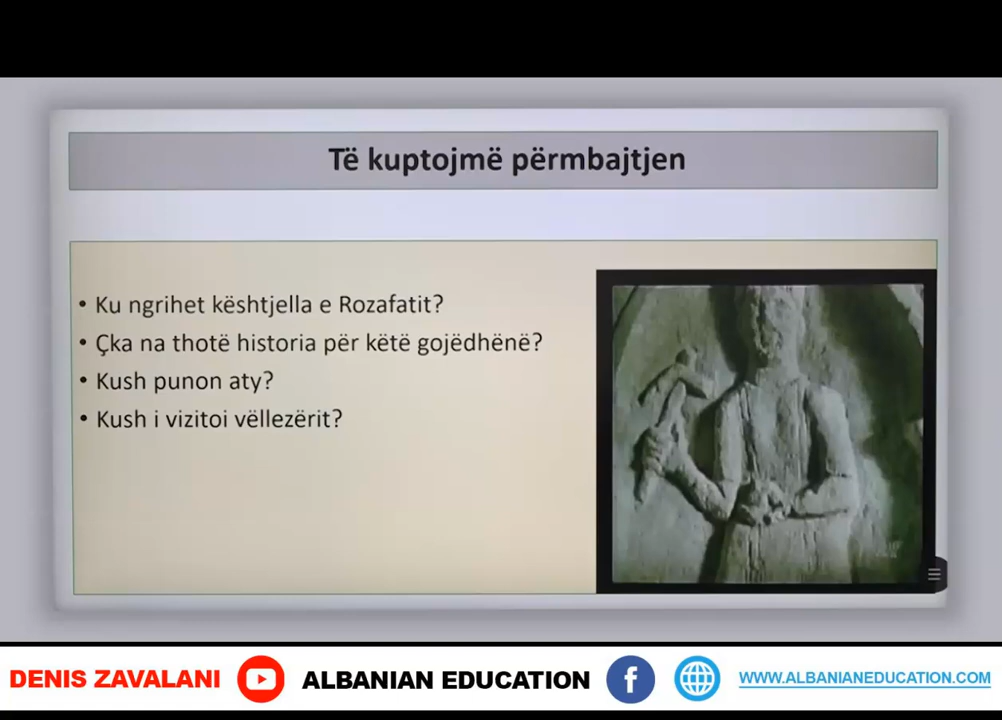 Të kuptojmë përmbajtjen
• Ku ngrihet kështjella e Rozafatit?
• Çka na thotë historia për këtë gojëdhënë?
• Kush punon aty?
• Kush i vizitoi vëllezërit?
DENIS ZAVALANI
ALBANIAN EDUCATION
WWW.ALBANIANEDUCATION.COM